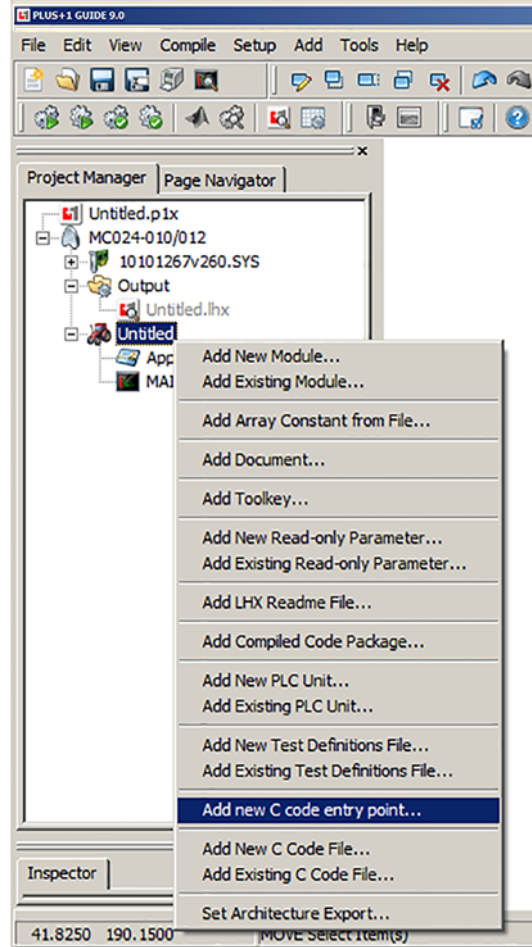 PLUS+1 GUIDE 9.0
File Edit View Compile Setup Add Tools Help
x
Project Manager Page Navigator
Untitled.p1x
MC024-010/012
10101267v260.SYS
Output
Untitled.lhx
Untitled
App
MAI
Add New Module...
Add Existing Module...
Add Array Constant from File...
Add Document...
Add Toolkey...
Add New Read-only Parameter...
Add Existing Read-only Parameter...
Add LHX Readme File...
Add Compiled Code Package...
Add New PLC Unit...
Add Existing PLC Unit...
Add New Test Definitions File...
Add Existing Test Definitions File...
Add new C code entry point...
Add New C Code File...
Add Existing C Code File...
Set Architecture Export...
Inspector
41.8250 190.1500 MOVE Select Item(s)